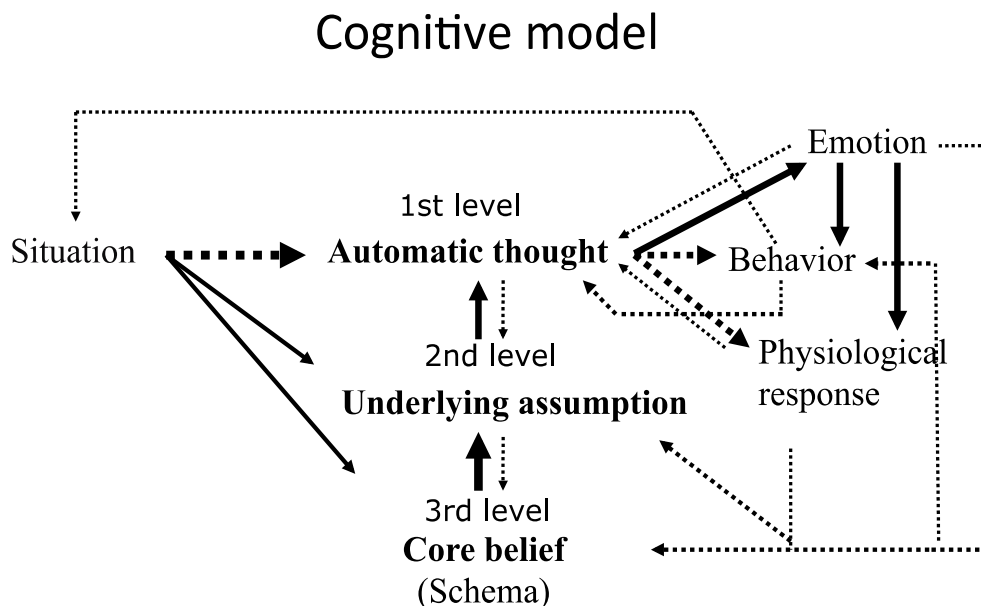 Cognitive model
Emotion
1st level
Situation
Automatic thought
Behavior
2nd level
Physiological
response
Underlying assumption
3rd level
Core belief
(Schema)